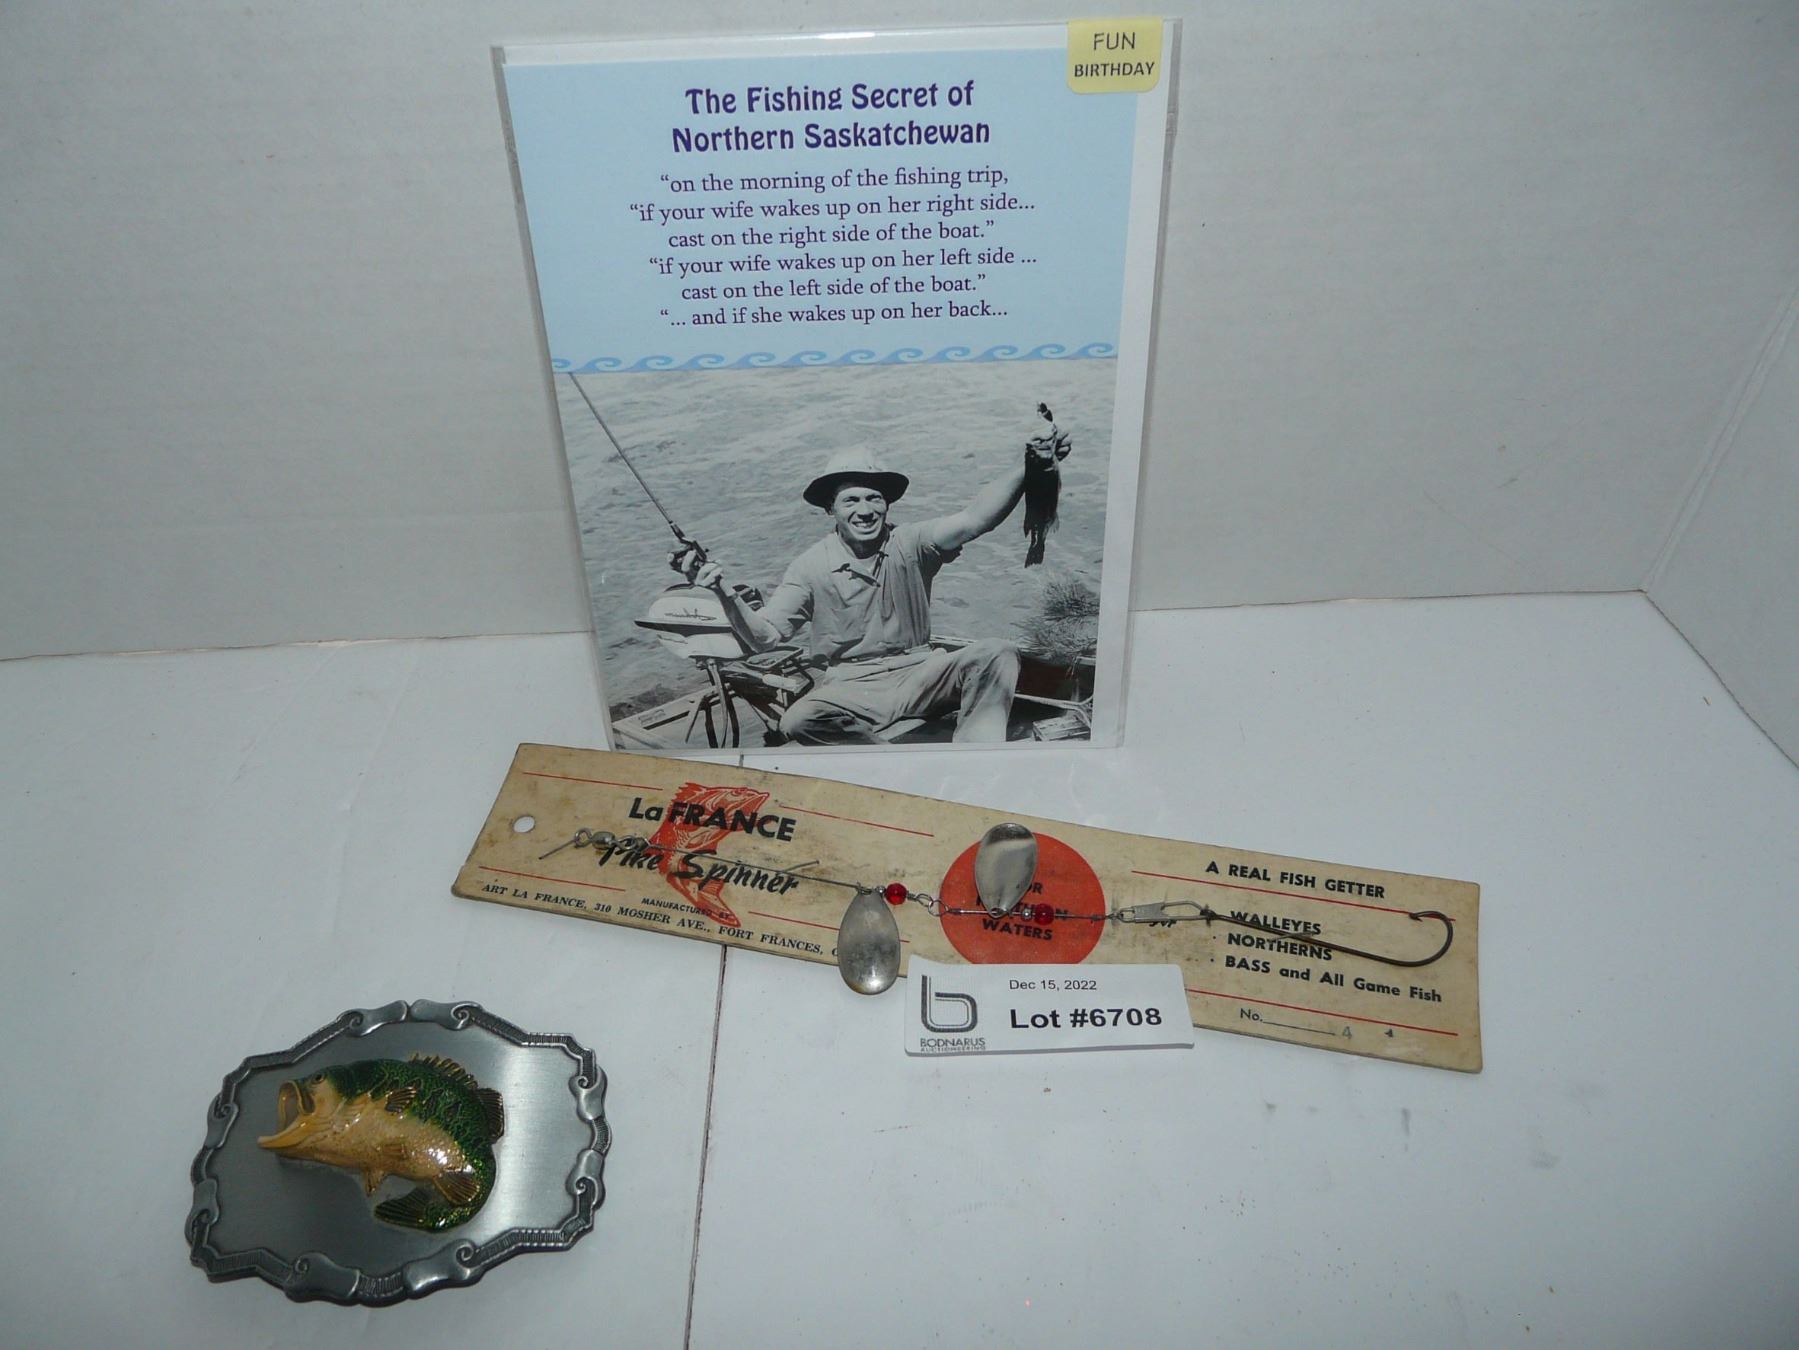 FUN
BIRTHDAY
The Fishing Secret of
Northern Saskatchewan
“on the morning of the fishing trip,
“if your wife wakes up on her right side...
cast on the right side of the boat.”
“if your wife wakes up on her left side ...
cast on the left side of the boat.”
“... and if she wakes up on her back...
La FRANCE
Pike Spinner
MANUFACTURED BY
ART LA FRANCE, 310 MOSHER AVE., FORT FRANCES,
WATERS
A REAL FISH GETTER
WALLEYES
NORTHERNS
BASS and All Game Fish
No. 4
Dec 15, 2022
Lot #6708
BODNARUS
AUCTIONEERING